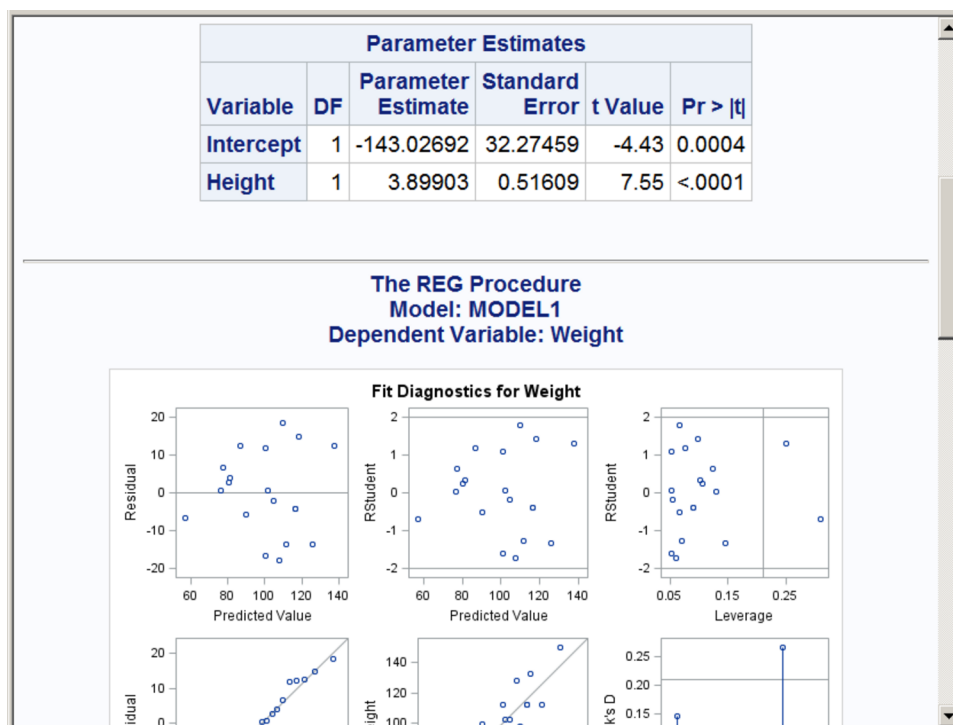 Parameter Estimates
Variable DF Parameter Estimate Standard Error t Value Pr > |t|
Intercept 1 -143.02692 32.27459 -4.43 0.0004
Height 1 3.89903 0.51609 7.55 <.0001
The REG Procedure
Model: MODEL1
Dependent Variable: Weight
Fit Diagnostics for Weight
20
10
0
-10
-20
Residual
60 80 100 120 140
Predicted Value
2
1
0
-1
-2
RStudent
60 80 100 120 140
Predicted Value
2
1
0
-1
-2
RStudent
0.05 0.15 0.25
Leverage
20
10
0
idual
140
120
100
ight
0.25
0.20
0.15
k's D